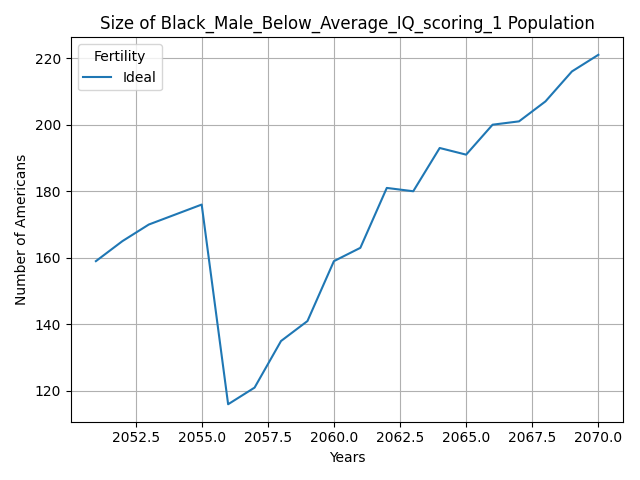 Size of Black_Male_Below_Average_IQ_scoring_1 Population
Fertility
Ideal
220
200
180
160
140
120
Number of Americans
2052.5 2055.0 2057.5 2060.0 2062.5 2065.0 2067.5 2070.0
Years